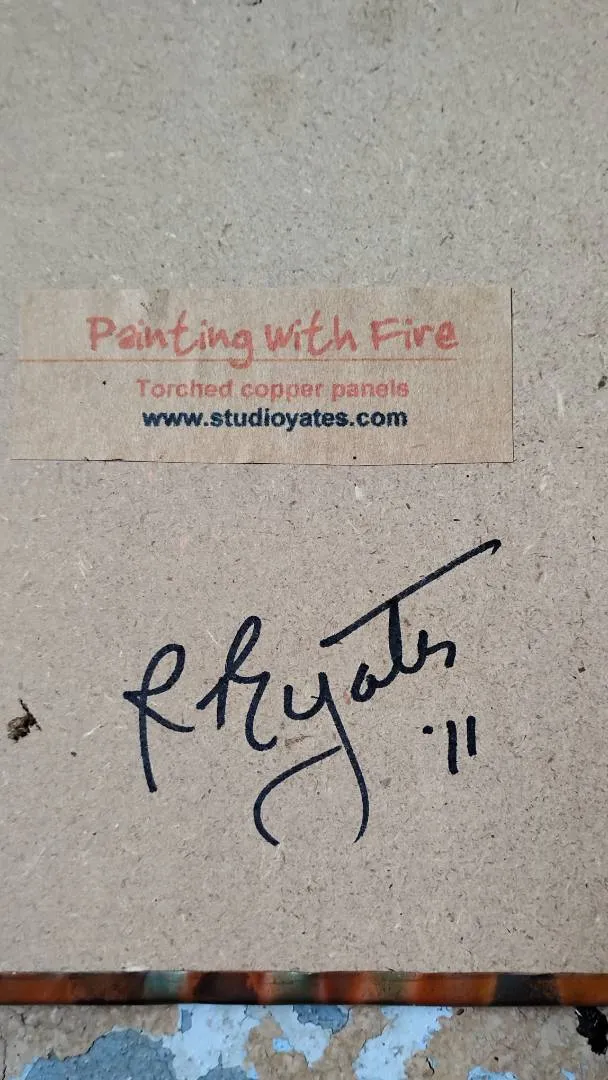 Painting with Fire
Torched copper panels
www.studioyates.com
Yates
'11